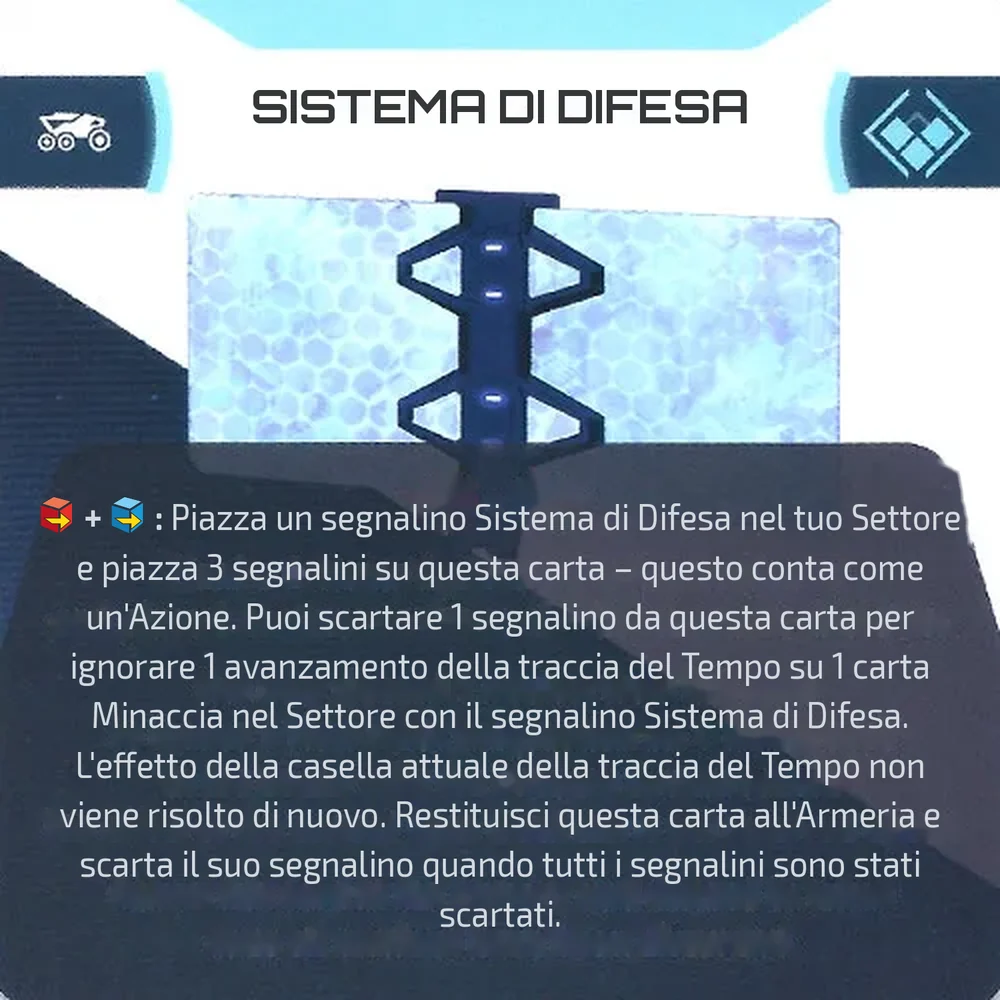 SISTEMA DI DIFESA
+ : Piazza un segnalino Sistema di Difesa nel tuo Settore
e piazza 3 segnalini su questa carta – questo conta come
un'Azione. Puoi scartare 1 segnalino da questa carta per
ignorare 1 avanzamento della traccia del Tempo su 1 carta
Minaccia nel Settore con il segnalino Sistema di Difesa.
L'effetto della casella attuale della traccia del Tempo non
viene risolto di nuovo. Restituisci questa carta all'Armeria e
scarta il suo segnalino quando tutti i segnalini sono stati
scartati.